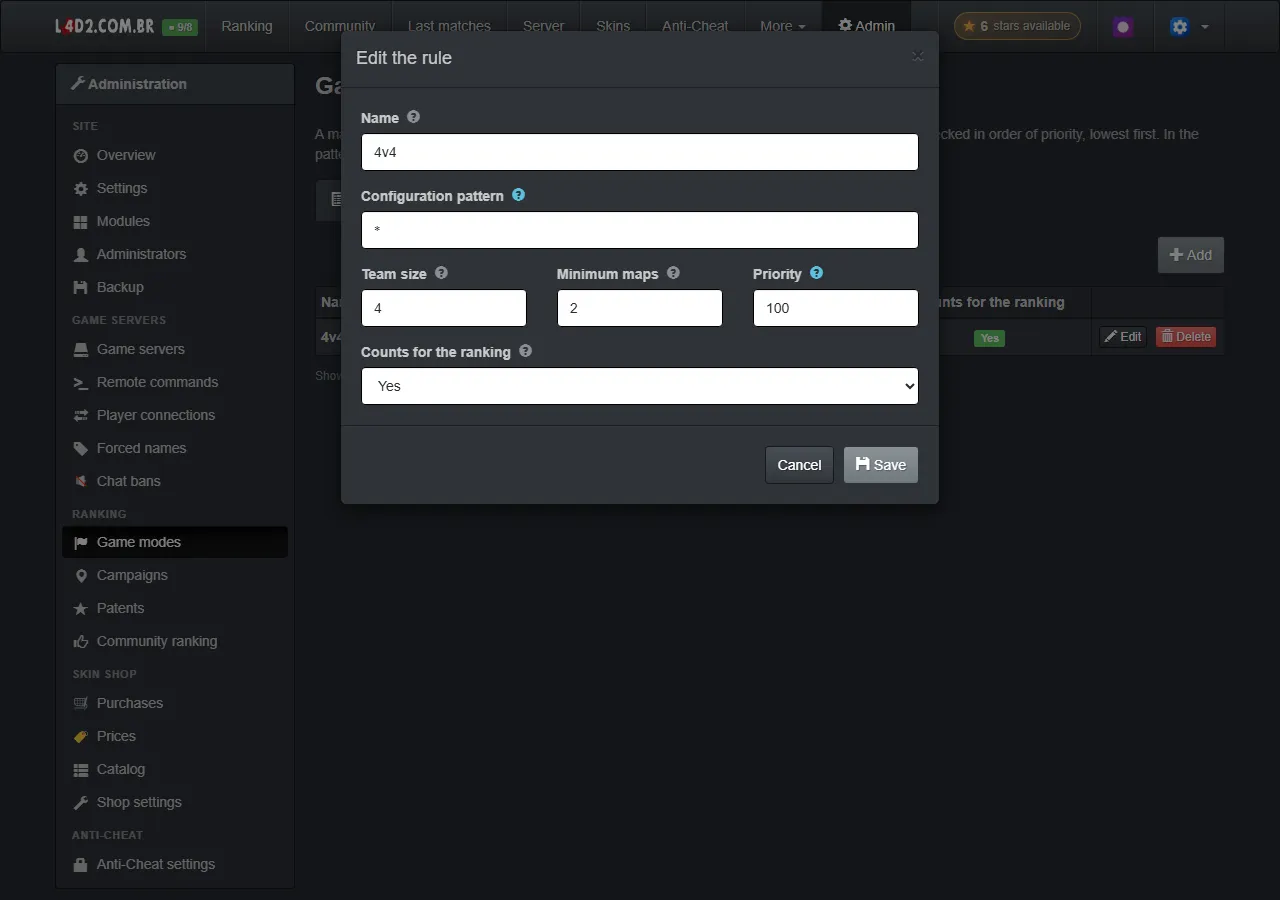 L4D2.COM.BR 9/8 Ranking Community Last matches Server Skins Anti-Cheat More Admin 6 stars available
Edit the rule
Administration
SITE
Overview
Settings
Modules
Administrators
Backup
GAME SERVERS
Game servers
Remote commands
Player connections
Forced names
Chat bans
RANKING
Game modes
Campaigns
Patents
Community ranking
SKIN SHOP
Purchases
Prices
Catalog
Shop settings
ANTI-CHEAT
Anti-Cheat settings
Name
4v4
Configuration pattern
*
Team size Minimum maps Priority
4 2 100
Counts for the ranking
Yes
Cancel Save
in order of priority, lowest first. In the
Add
for the ranking
Yes Edit Delete